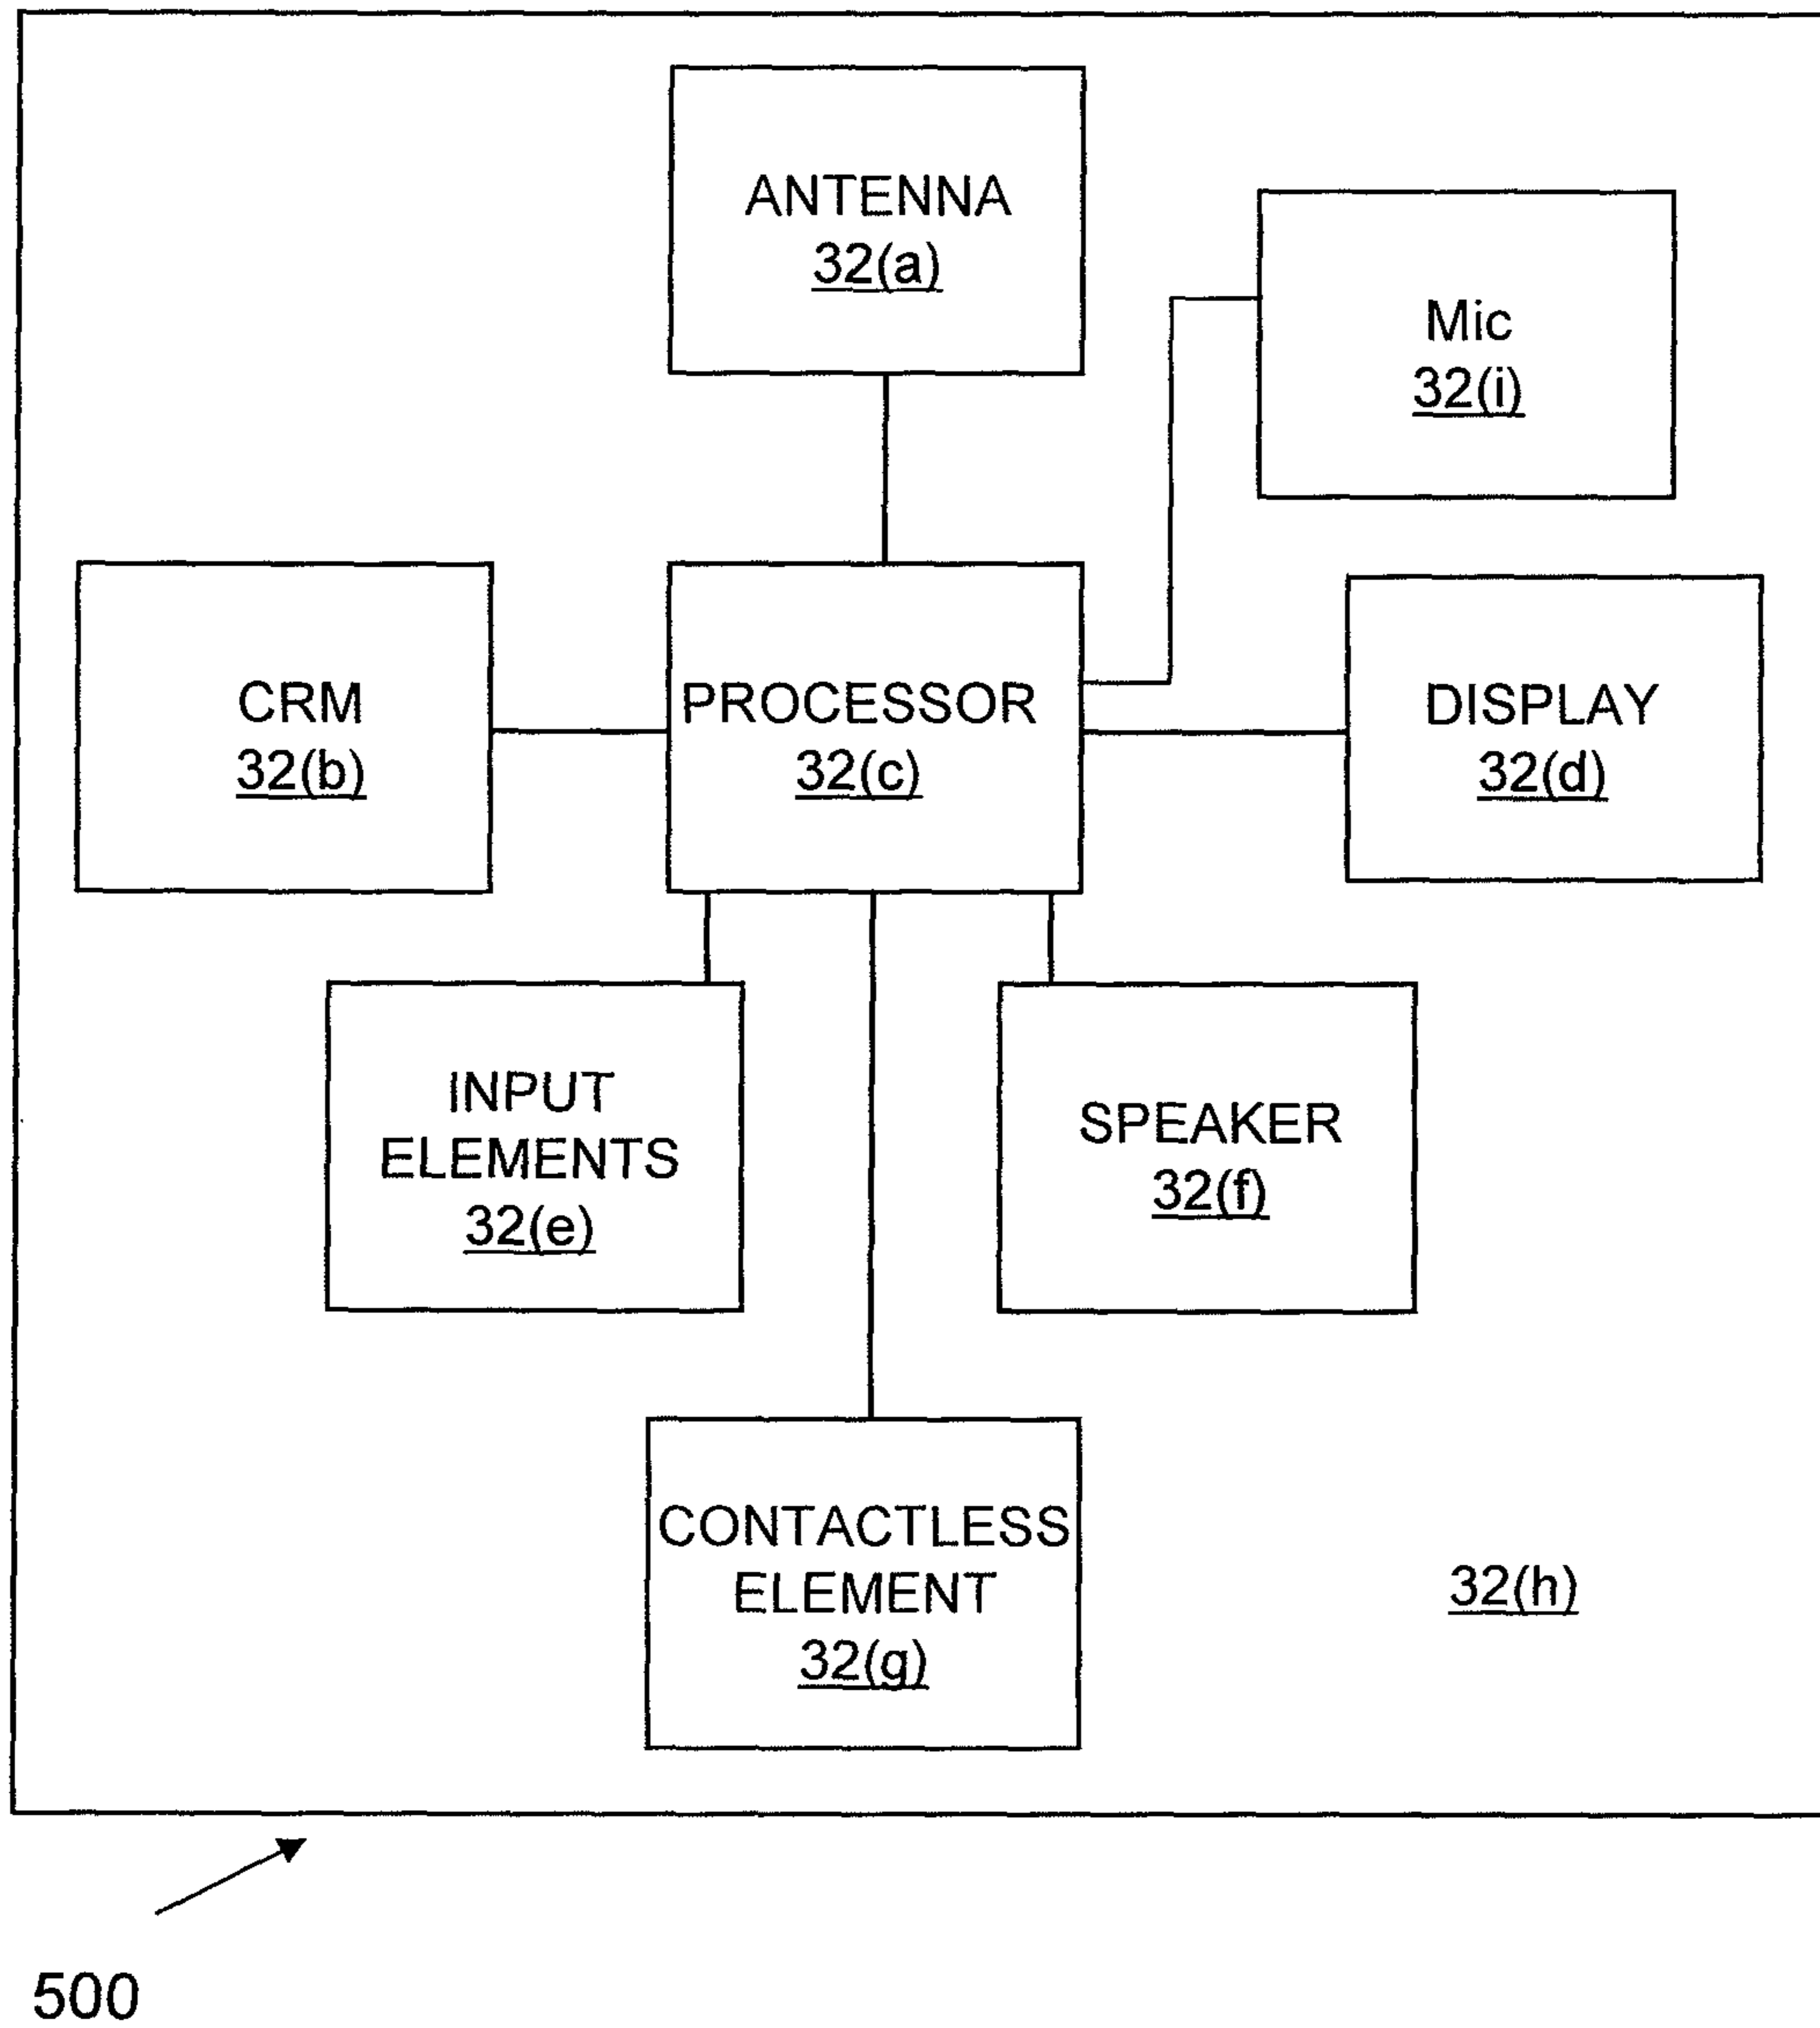 ANTENNA
32(a)
Mic
32(i)
CRM
32(b)
PROCESSOR
32(c)
DISPLAY
32(d)
INPUT
ELEMENTS
32(e)
SPEAKER
32(f)
CONTACTLESS
ELEMENT
32(g)
32(h)
500